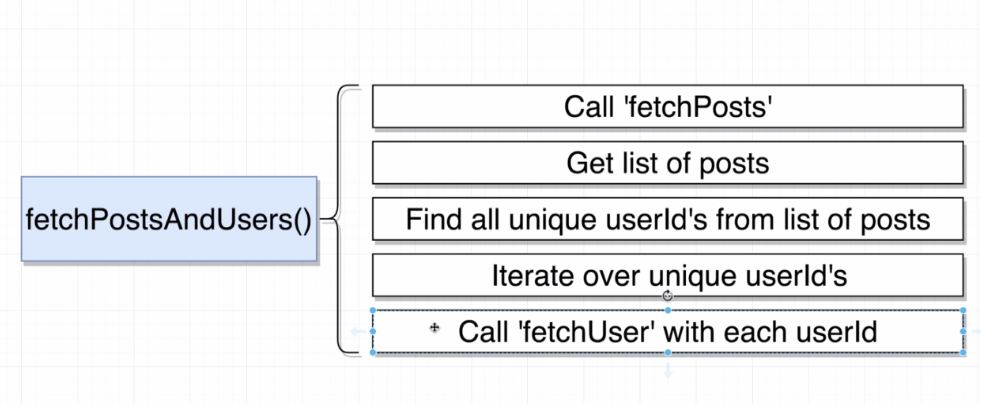 Call 'fetchPosts'
Get list of posts
fetchPostsAndUsers()
Find all unique userId's from list of posts
Iterate over unique userId's
Call 'fetchUser' with each userId